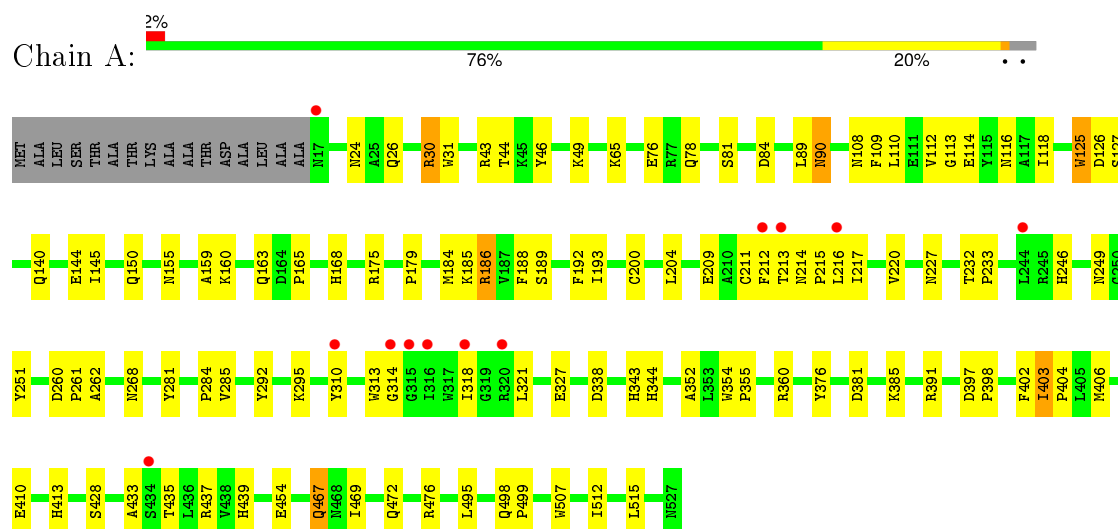 2%
Chain A:
76% 20% • •
MET ALA LEU SER THR ALA THR LYS ALA ALA THR ASP ALA LEU ALA ALA N17 N24 A25 Q26 R30 W31 R43 T44 K45 Y46 K49 K65 E76 R77 Q78 S81 D84 L89 N90 N108 F109 L110 E111 V112 G113 E114 Y115 N116 A117 I118 W125 D126 S127
Q140 E144 I145 Q150 N155 A159 K160 Q163 D164 P165 H168 R175 P179 M184 K185 R186 V187 F188 S189 F192 I193 C200 L204 E209 A210 C211 F212 T213 N214 P215 L216 I217 V220 N227 T232 P233 L244 R245 H246 N249
Y251 D260 P261 A262 N268 Y281 P284 V285 Y292 K295 Y310 W313 G314 G315 I316 W317 I318 G319 R320 L321 E327 D338 H343 H344 A352 L353 W354 P355 R360 Y376 D381 K385 R391 D397 P398 F402 I403 P404 L405 M406
E410 H413 S428 A433 S434 T435 L436 R437 V438 H439 E454 Q467 N468 I469 Q472 R476 L495 Q498 P499 W507 I512 L515 N527